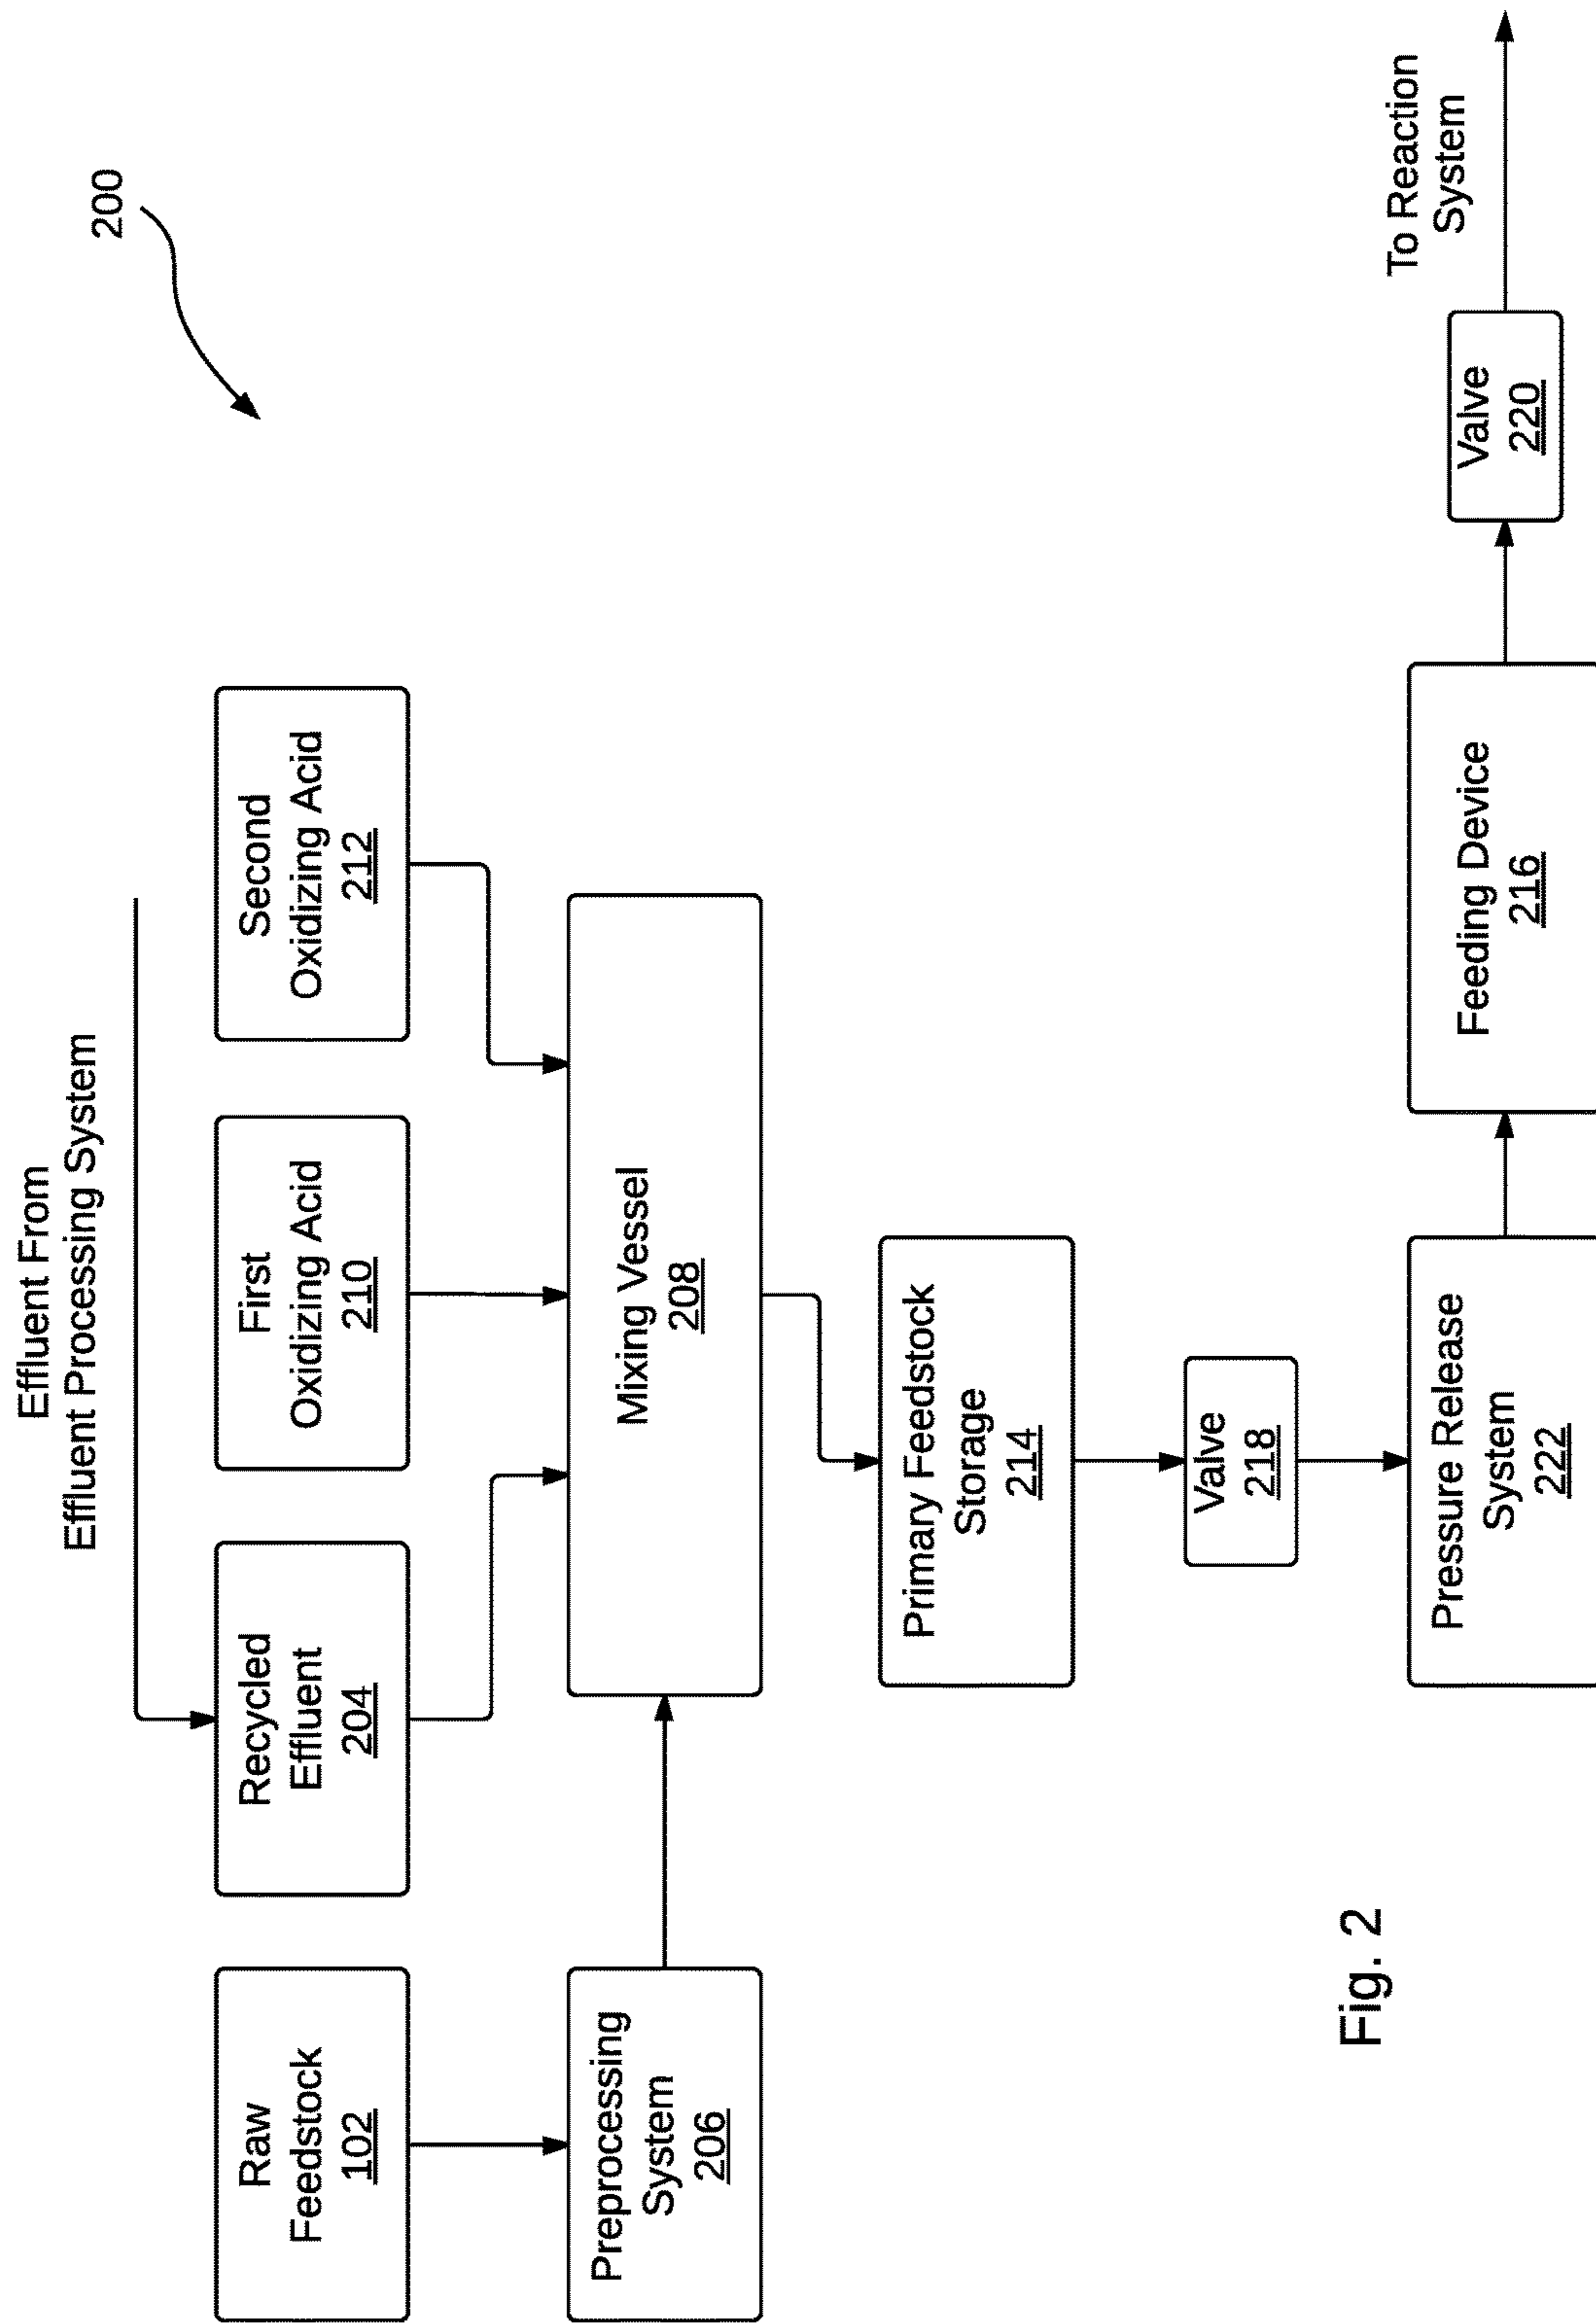 200
Effluent From
Effluent Processing System
Raw
Feedstock
102
Recycled
Effluent
204
First
Oxidizing Acid
210
Second
Oxidizing Acid
212
Preprocessing
System
206
Mixing Vessel
208
Primary Feedstock
Storage
214
Valve
218
Pressure Release
System
222
Feeding Device
216
Valve
220
To Reaction
System
Fig. 2